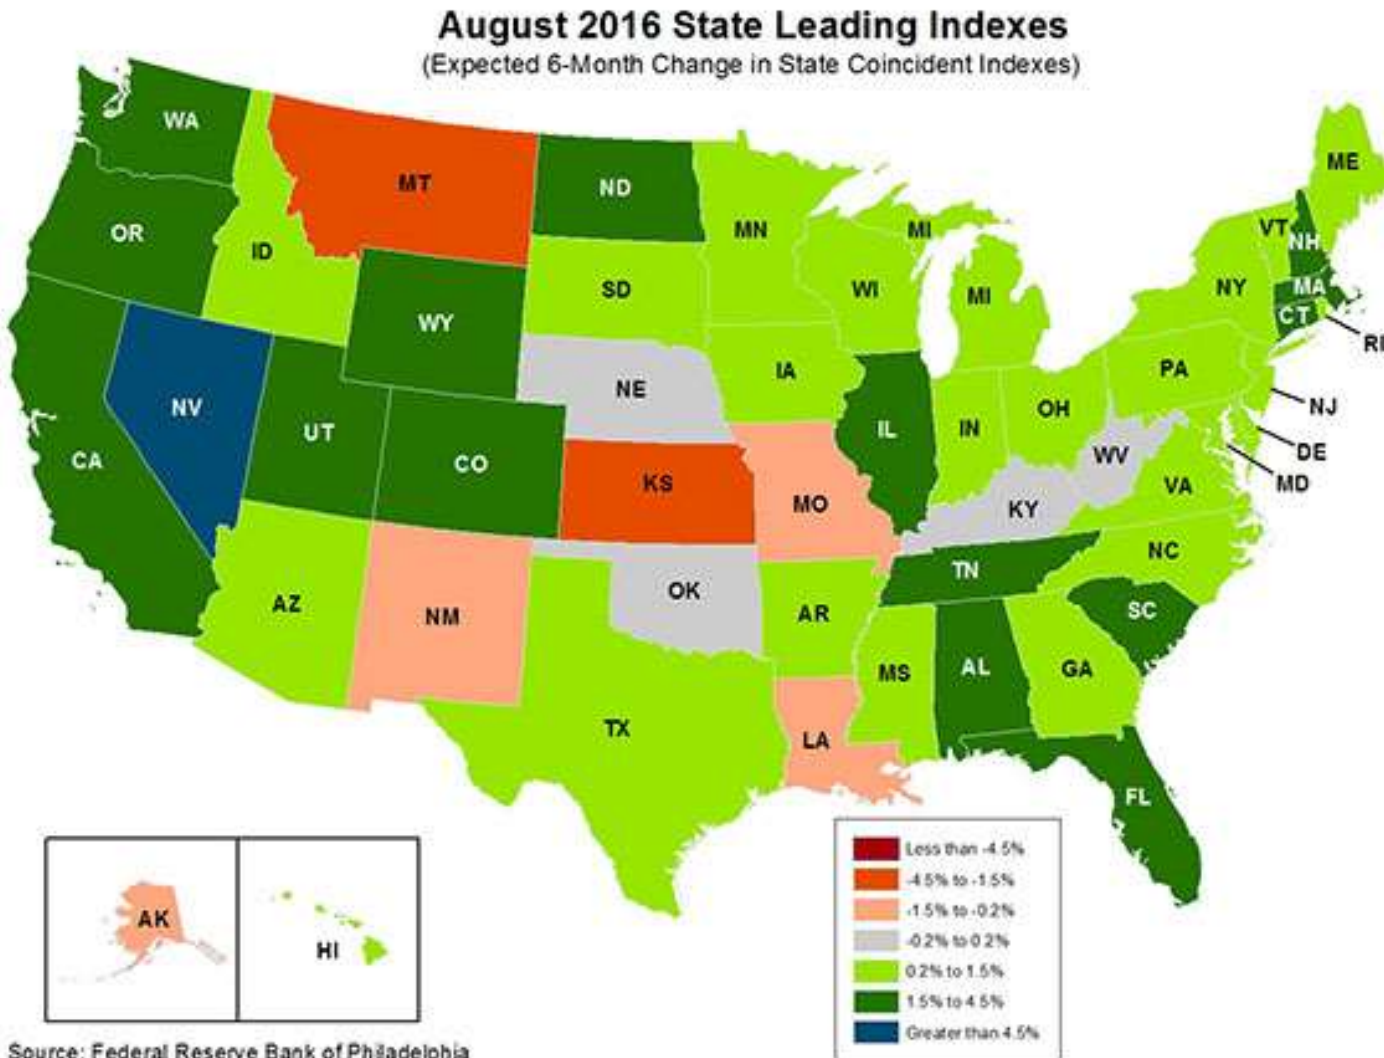 August 2016 State Leading Indexes
(Expected 6-Month Change in State Coincident Indexes)
WA
MT
ND
ME
OR
ID
MN
MI
VT
NH
SD
WI
MI
NY
MA
WY
CT
RI
IA
PA
NE
NV
NJ
OH
UT
IL
IN
DE
CA
CO
WV
MD
KS
VA
MO
KY
NC
TN
OK
AZ
SC
NM
AR
MS
AL
GA
TX
LA
FL
AK
HI
Less than -4.5%
-4.5% to -1.5%
-1.5% to -0.2%
-0.2% to 0.2%
0.2% to 1.5%
1.5% to 4.5%
Greater than 4.5%
Source: Federal Reserve Bank of Philadelphia